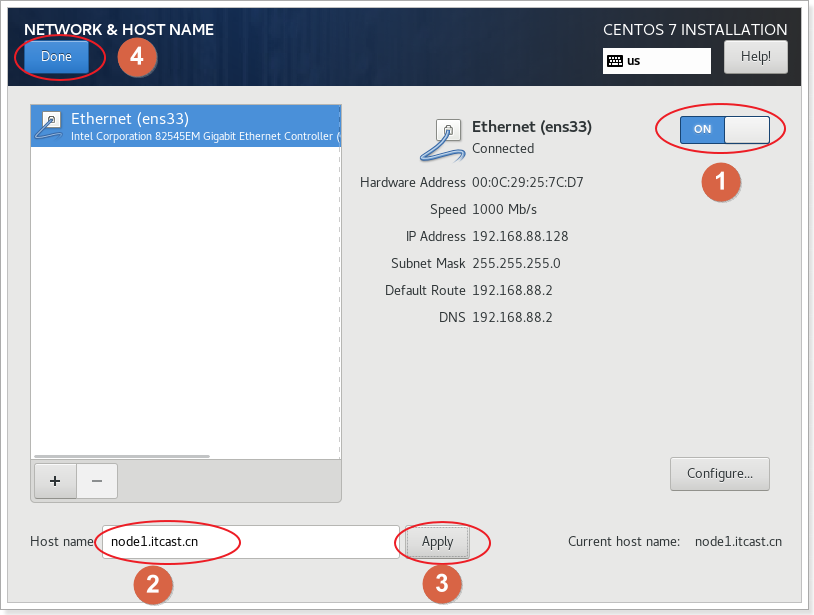 NETWORK & HOST NAME
CENTOS 7 INSTALLATION
Done
4
us
Help!
Ethernet (ens33)
Intel Corporation 82545EM Gigabit Ethernet Controller (
Ethernet (ens33)
Connected
ON
1
Hardware Address 00:0C:29:25:7C:D7
Speed 1000 Mb/s
IP Address 192.168.88.128
Subnet Mask 255.255.255.0
Default Route 192.168.88.2
DNS 192.168.88.2
+ −
Configure...
Host name node1.itcast.cn
Apply
Current host name: node1.itcast.cn
2
3